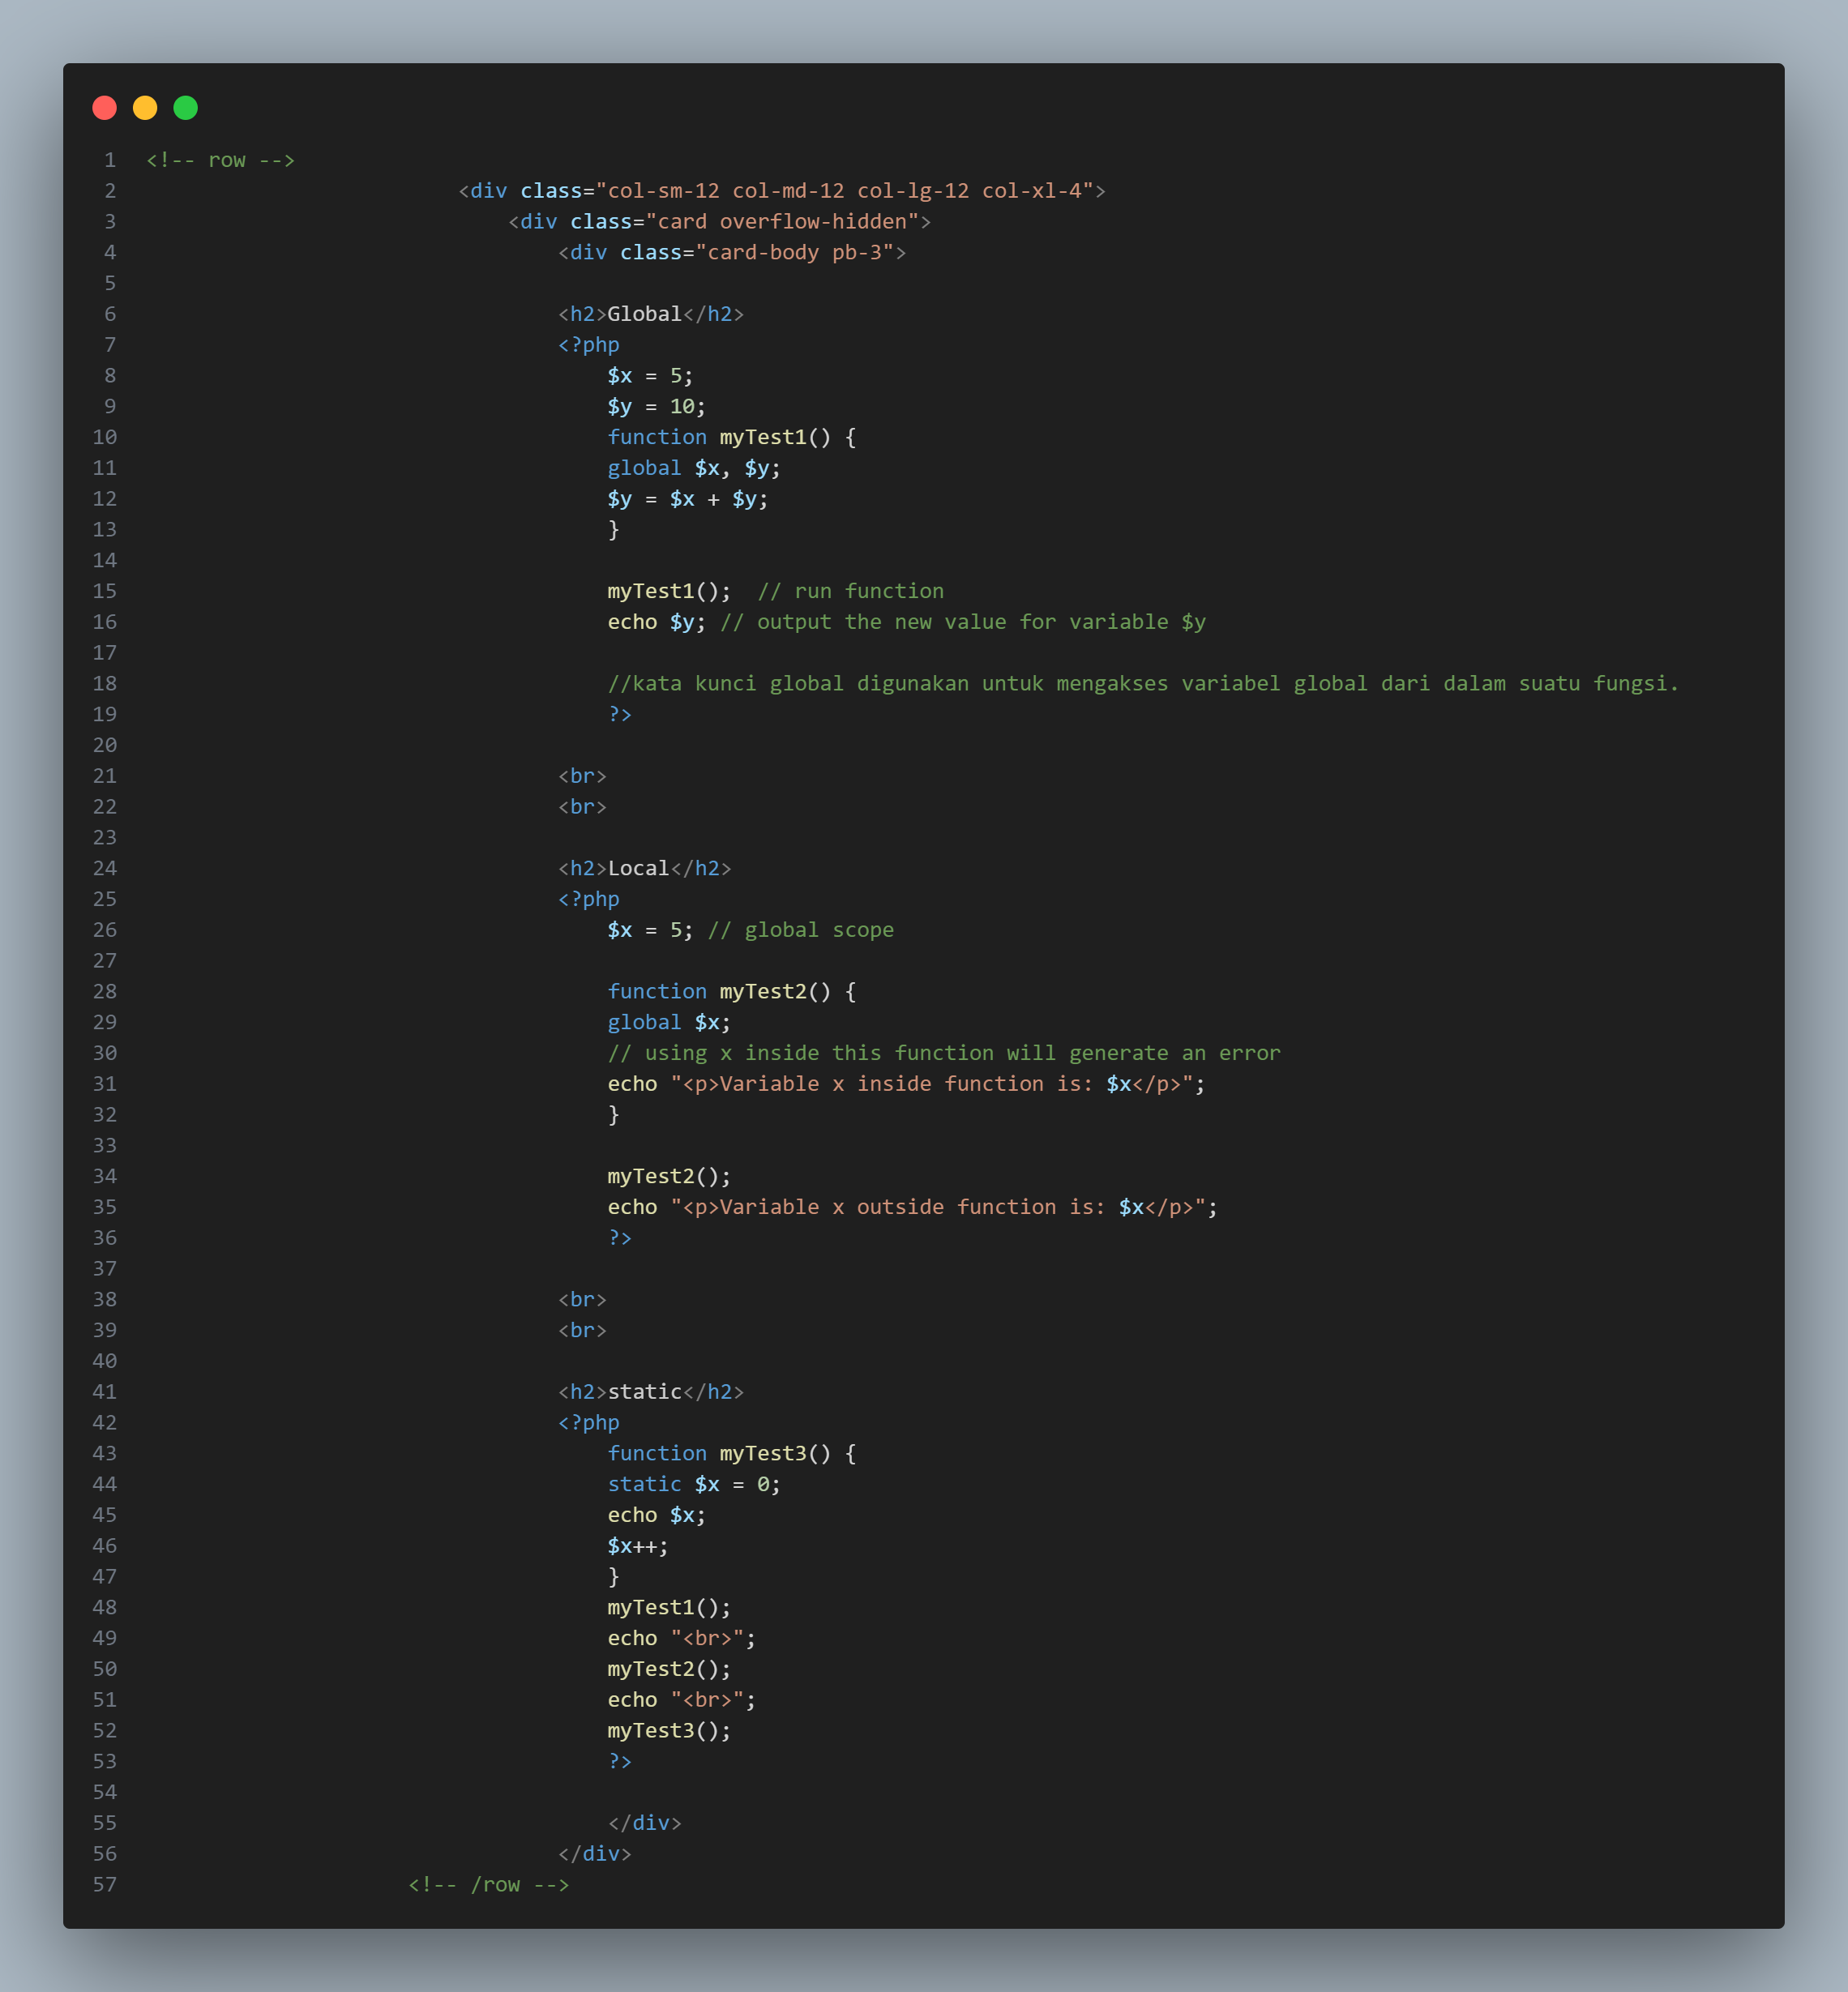 1 <!-- row -->
2 <div class="col-sm-12 col-md-12 col-lg-12 col-xl-4">
3 <div class="card overflow-hidden">
4 <div class="card-body pb-3">
5
6 <h2>Global</h2>
7 <?php
8 $x = 5;
9 $y = 10;
10 function myTest1() {
11 global $x, $y;
12 $y = $x + $y;
13 }
14
15 myTest1();  // run function
16 echo $y; // output the new value for variable $y
17
18 //kata kunci global digunakan untuk mengakses variabel global dari dalam suatu fungsi.
19 ?>
20
21 <br>
22 <br>
23
24 <h2>Local</h2>
25 <?php
26 $x = 5; // global scope
27
28 function myTest2() {
29 global $x;
30 // using x inside this function will generate an error
31 echo "<p>Variable x inside function is: $x</p>";
32 }
33
34 myTest2();
35 echo "<p>Variable x outside function is: $x</p>";
36 ?>
37
38 <br>
39 <br>
40
41 <h2>static</h2>
42 <?php
43 function myTest3() {
44 static $x = 0;
45 echo $x;
46 $x++;
47 }
48 myTest1();
49 echo "<br>";
50 myTest2();
51 echo "<br>";
52 myTest3();
53 ?>
54
55 </div>
56 </div>
57 <!-- /row -->